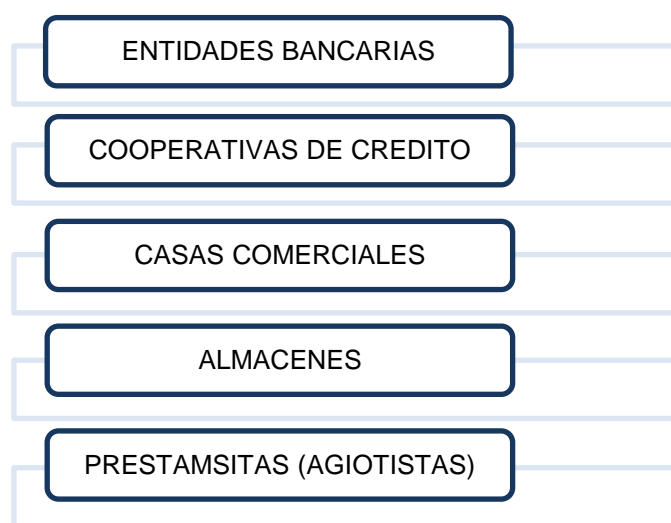 ENTIDADES BANCARIAS
COOPERATIVAS DE CREDITO
CASAS COMERCIALES
ALMACENES
PRESTAMSITAS (AGIOTISTAS)